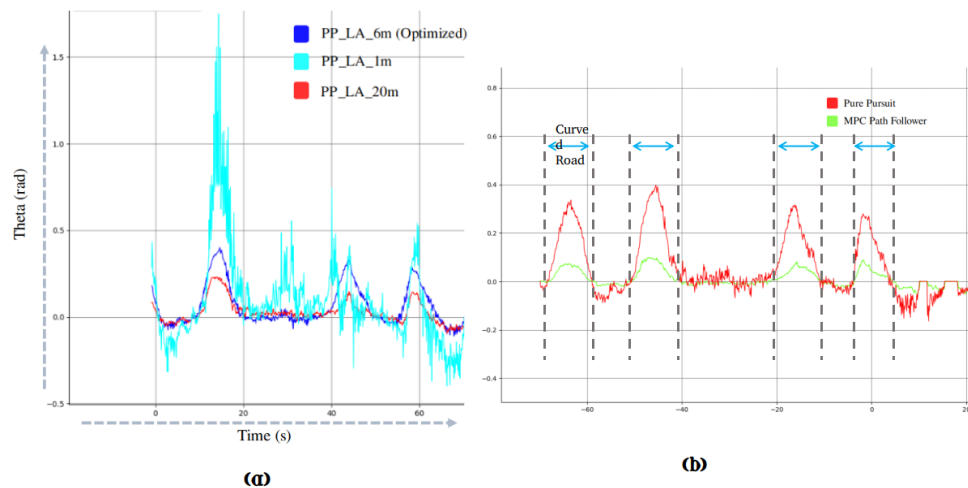 PP_LA_6m (Optimized)
PP_LA_1m
PP_LA_20m
Theta (rad)
1.5
1.0
0.5
0.0
−0.5
0
20
40
60
Time (s)
(a)
Pure Pursuit
MPC Path Follower
Curve
d
Road
0.8
0.6
0.4
0.2
0.0
−0.2
−0.4
−60
−40
−20
0
20
(b)